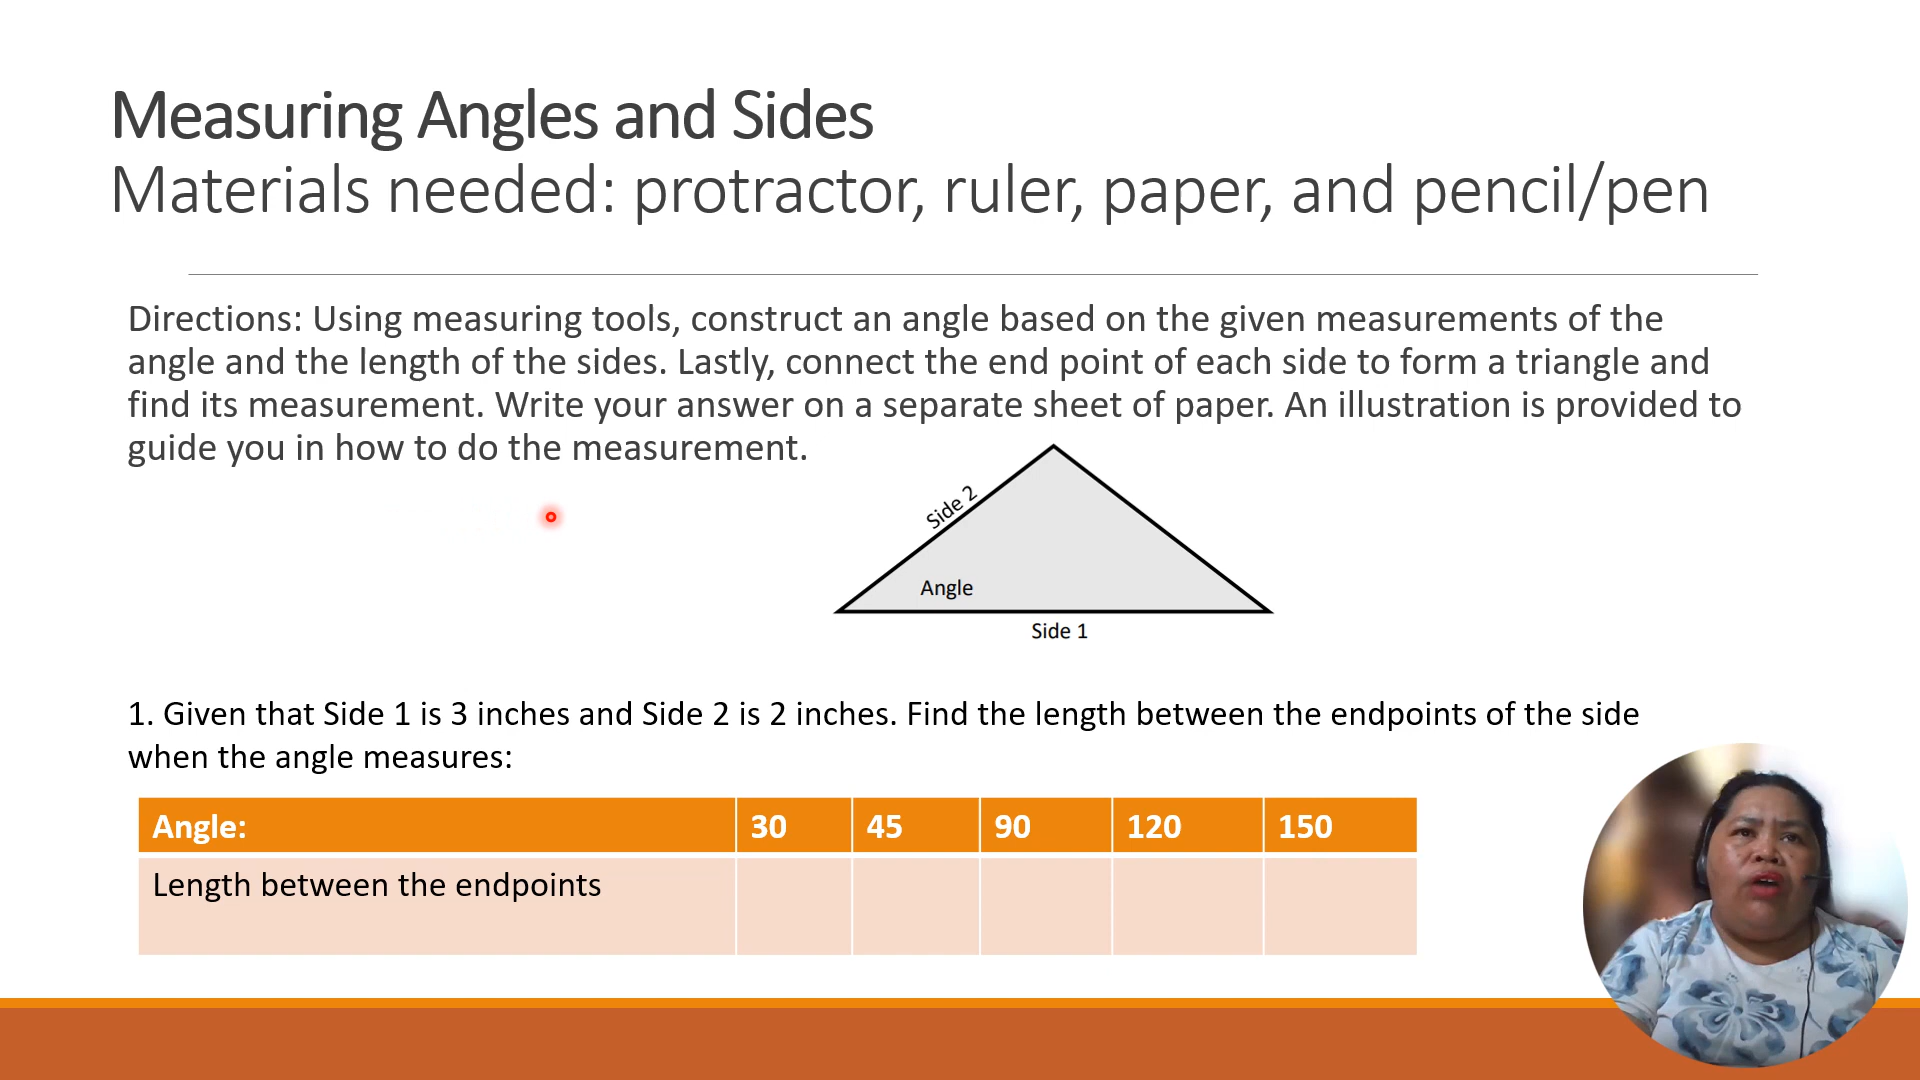 Measuring Angles and Sides
Materials needed: protractor, ruler, paper, and pencil/pen
Directions: Using measuring tools, construct an angle based on the given measurements of the
angle and the length of the sides. Lastly, connect the end point of each side to form a triangle and
find its measurement. Write your answer on a separate sheet of paper. An illustration is provided to
guide you in how to do the measurement.
Side 2
Angle
Side 1
1. Given that Side 1 is 3 inches and Side 2 is 2 inches. Find the length between the endpoints of the side
when the angle measures:
Angle: 30 45 90 120 150
Length between the endpoints